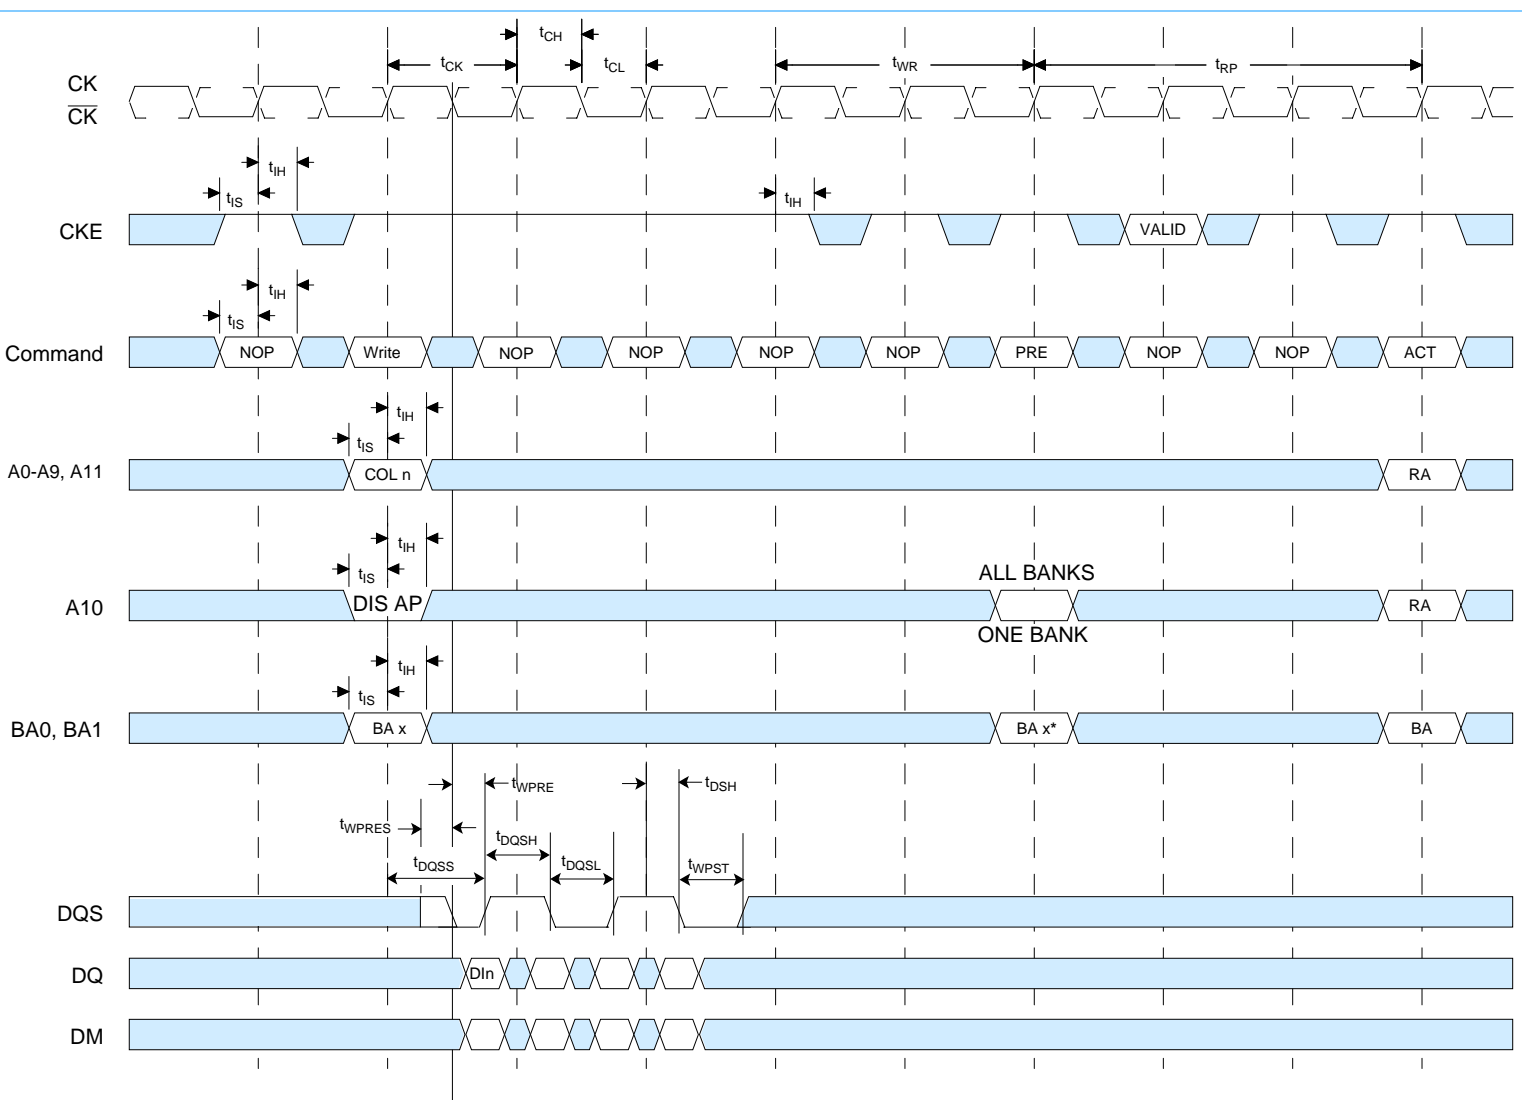 tCH
tCK
tCL
tWR
tRP
CK
CK
tIH
tIS
tIH
CKE
VALID
tIH
tIS
Command
NOP
Write
NOP
NOP
NOP
NOP
PRE
NOP
NOP
ACT
tIH
tIS
A0-A9, A11
COL n
RA
tIH
tIS
ALL BANKS
A10
DIS AP
RA
ONE BANK
tIH
tIS
BA0, BA1
BA x
BA x*
BA
tWPRE
tDSH
tWPRES
tDQSH
tDQSS
tDQSL
tWPST
DQS
DQ
DIn
DM